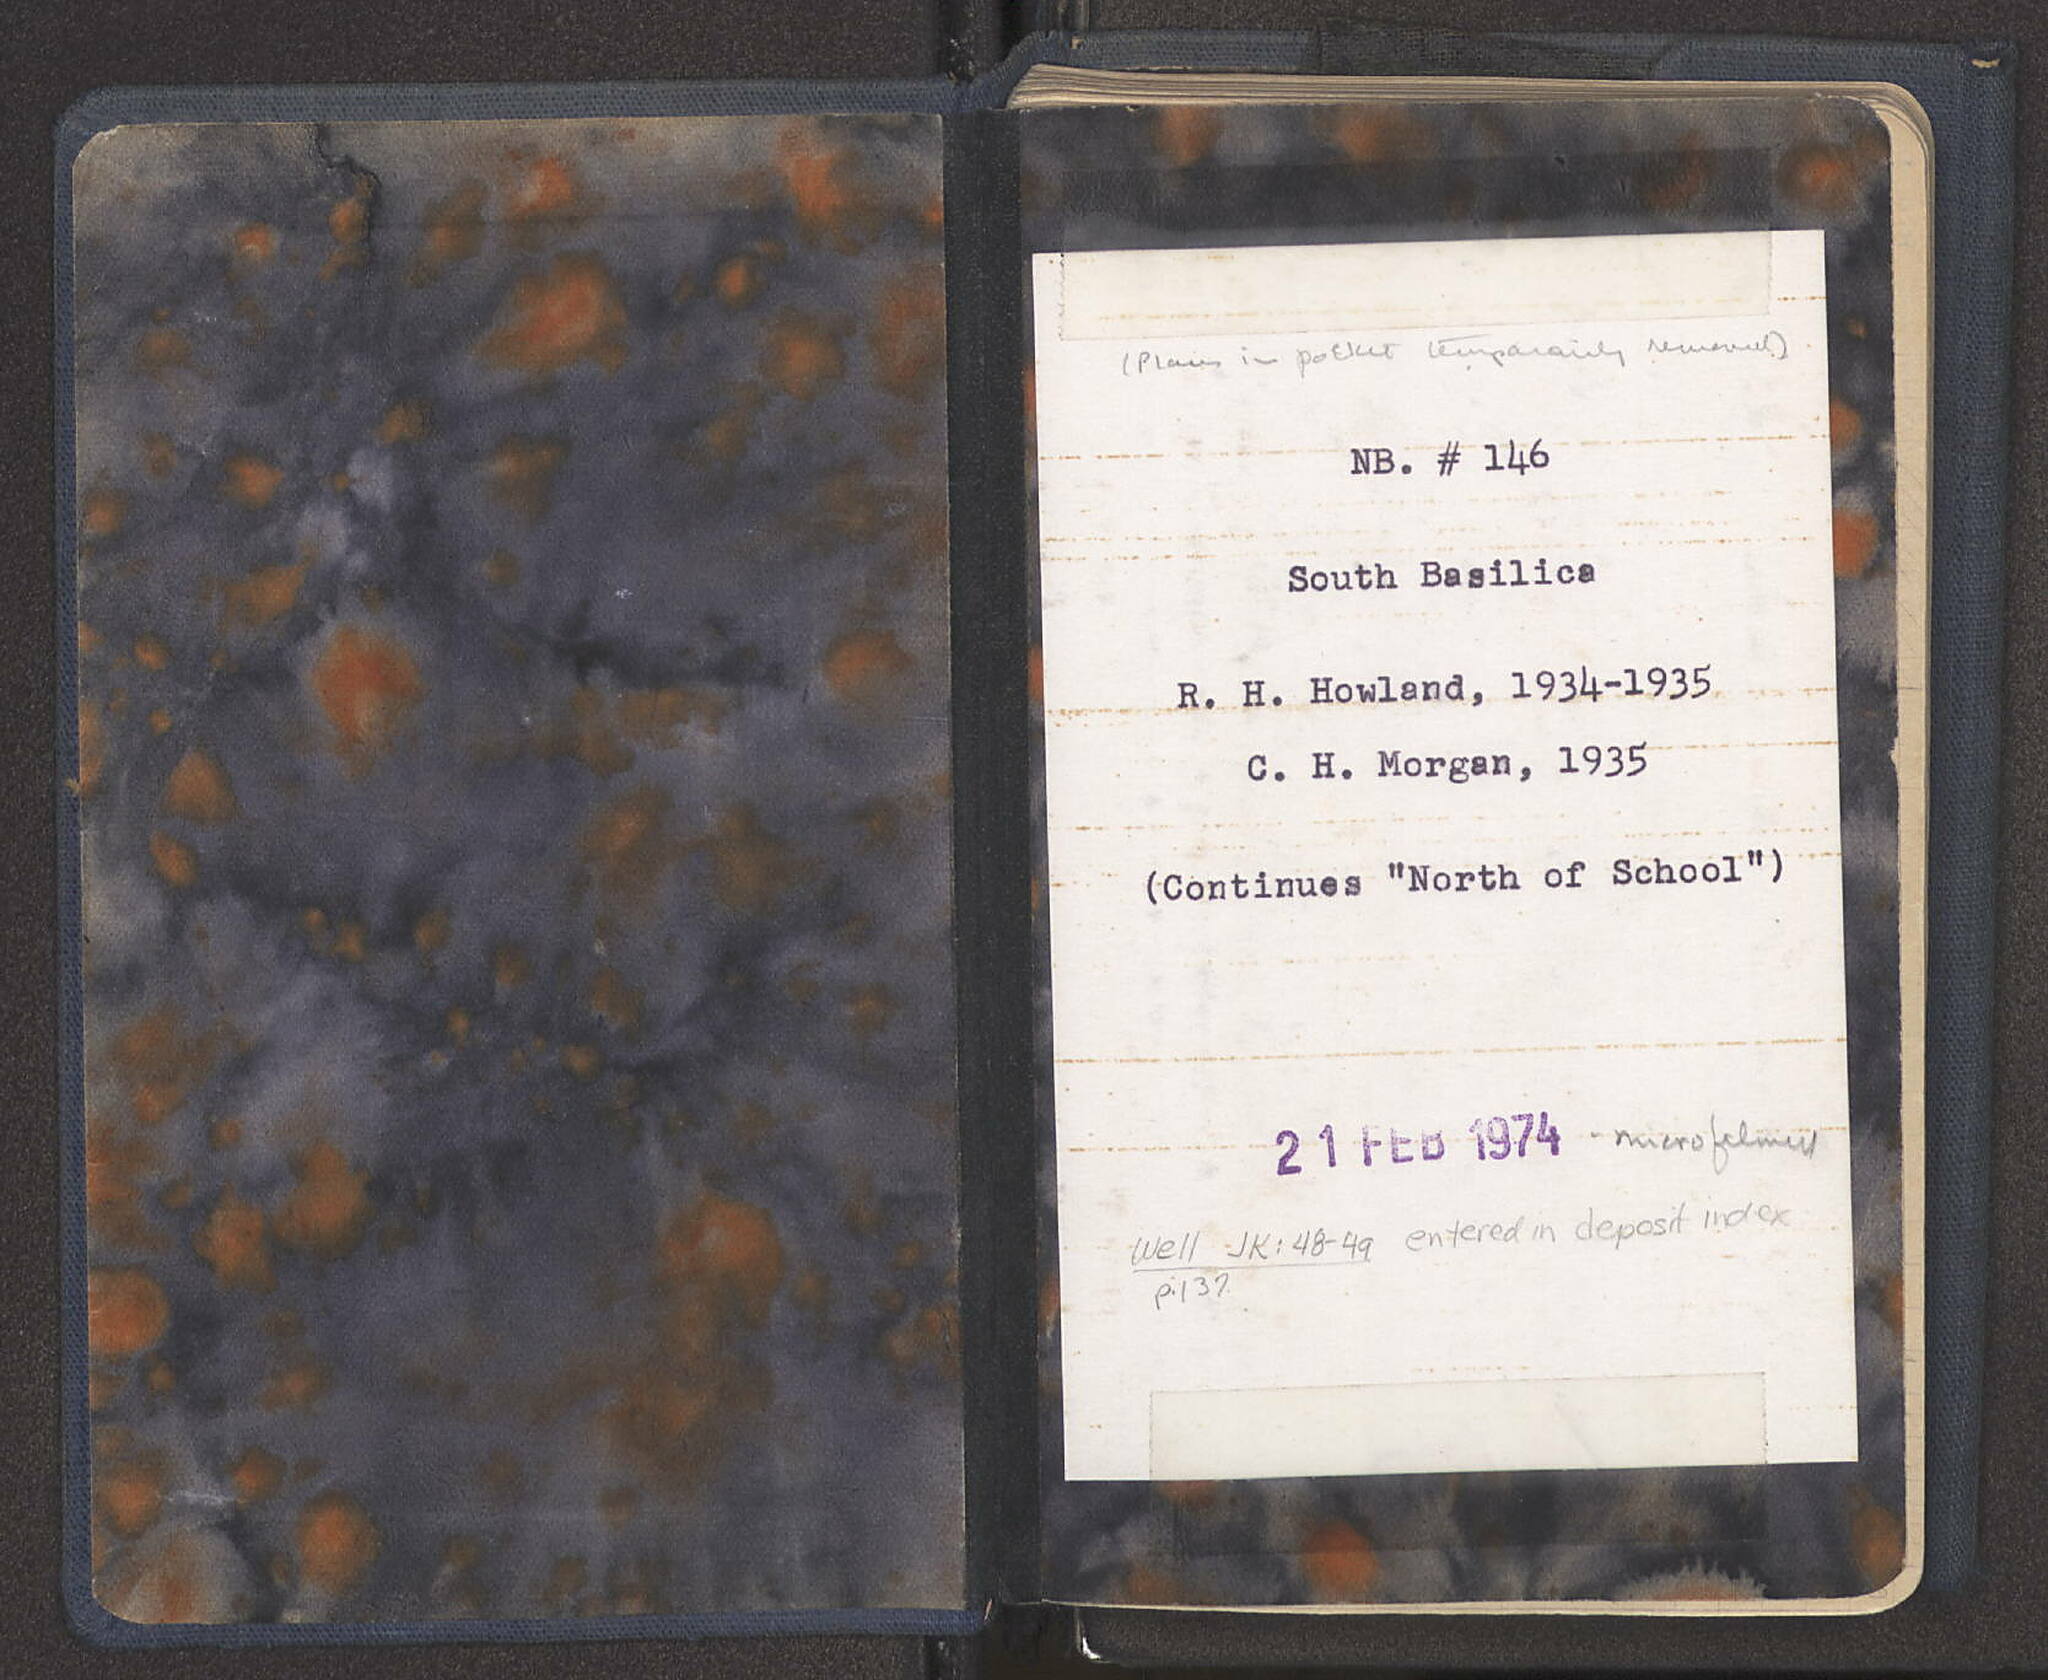 (Plans in pocket temporarily removed)
NB. # 146
South Basilica
R. H. Howland, 1934-1935
C. H. Morgan, 1935
(Continues "North of School")
21 FEB 1974 - microfilmed
Well JK: 48-49 entered in deposit index
p.137.